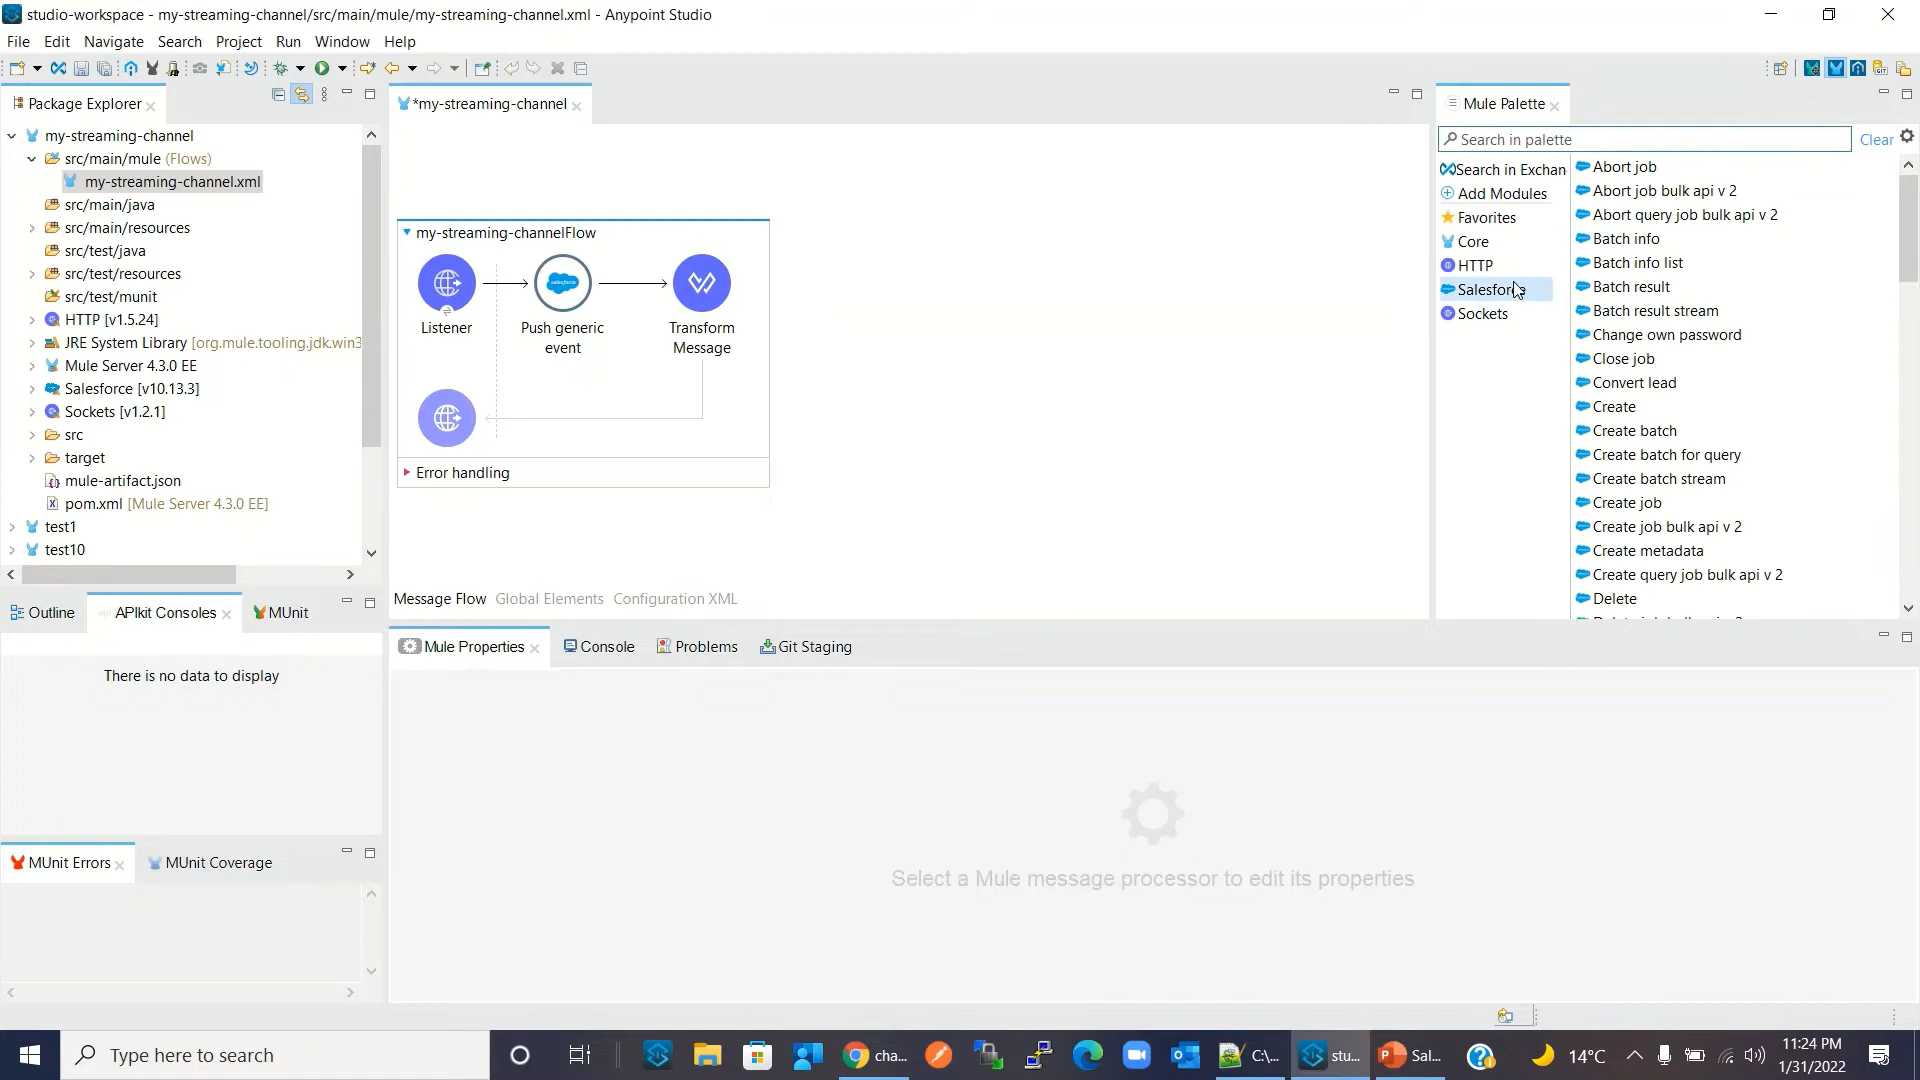 studio-workspace - my-streaming-channel/src/main/mule/my-streaming-channel.xml - Anypoint Studio
File Edit Navigate Search Project Run Window Help
Package Explorer
my-streaming-channel
src/main/mule (Flows)
my-streaming-channel.xml
src/main/java
src/main/resources
src/test/java
src/test/resources
src/test/munit
HTTP [v1.5.24]
JRE System Library [org.mule.tooling.jdk.win3
Mule Server 4.3.0 EE
Salesforce [v10.13.3]
Sockets [v1.2.1]
src
target
mule-artifact.json
pom.xml [Mule Server 4.3.0 EE]
test1
test10
*my-streaming-channel
my-streaming-channelFlow
salesforce
Listener
Push generic
event
Transform
Message
Error handling
Message Flow Global Elements Configuration XML
Mule Palette
Search in palette
Clear
Search in Exchan
Add Modules
Favorites
Core
HTTP
Salesforce
Sockets
Abort job
Abort job bulk api v 2
Abort query job bulk api v 2
Batch info
Batch info list
Batch result
Batch result stream
Change own password
Close job
Convert lead
Create
Create batch
Create batch for query
Create batch stream
Create job
Create job bulk api v 2
Create metadata
Create query job bulk api v 2
Delete
Outline APIkit Consoles MUnit
There is no data to display
MUnit Errors MUnit Coverage
Mule Properties Console Problems Git Staging
Select a Mule message processor to edit its properties
Type here to search
cha...
C:\...
stu...
Sal...
14°C
11:24 PM
1/31/2022